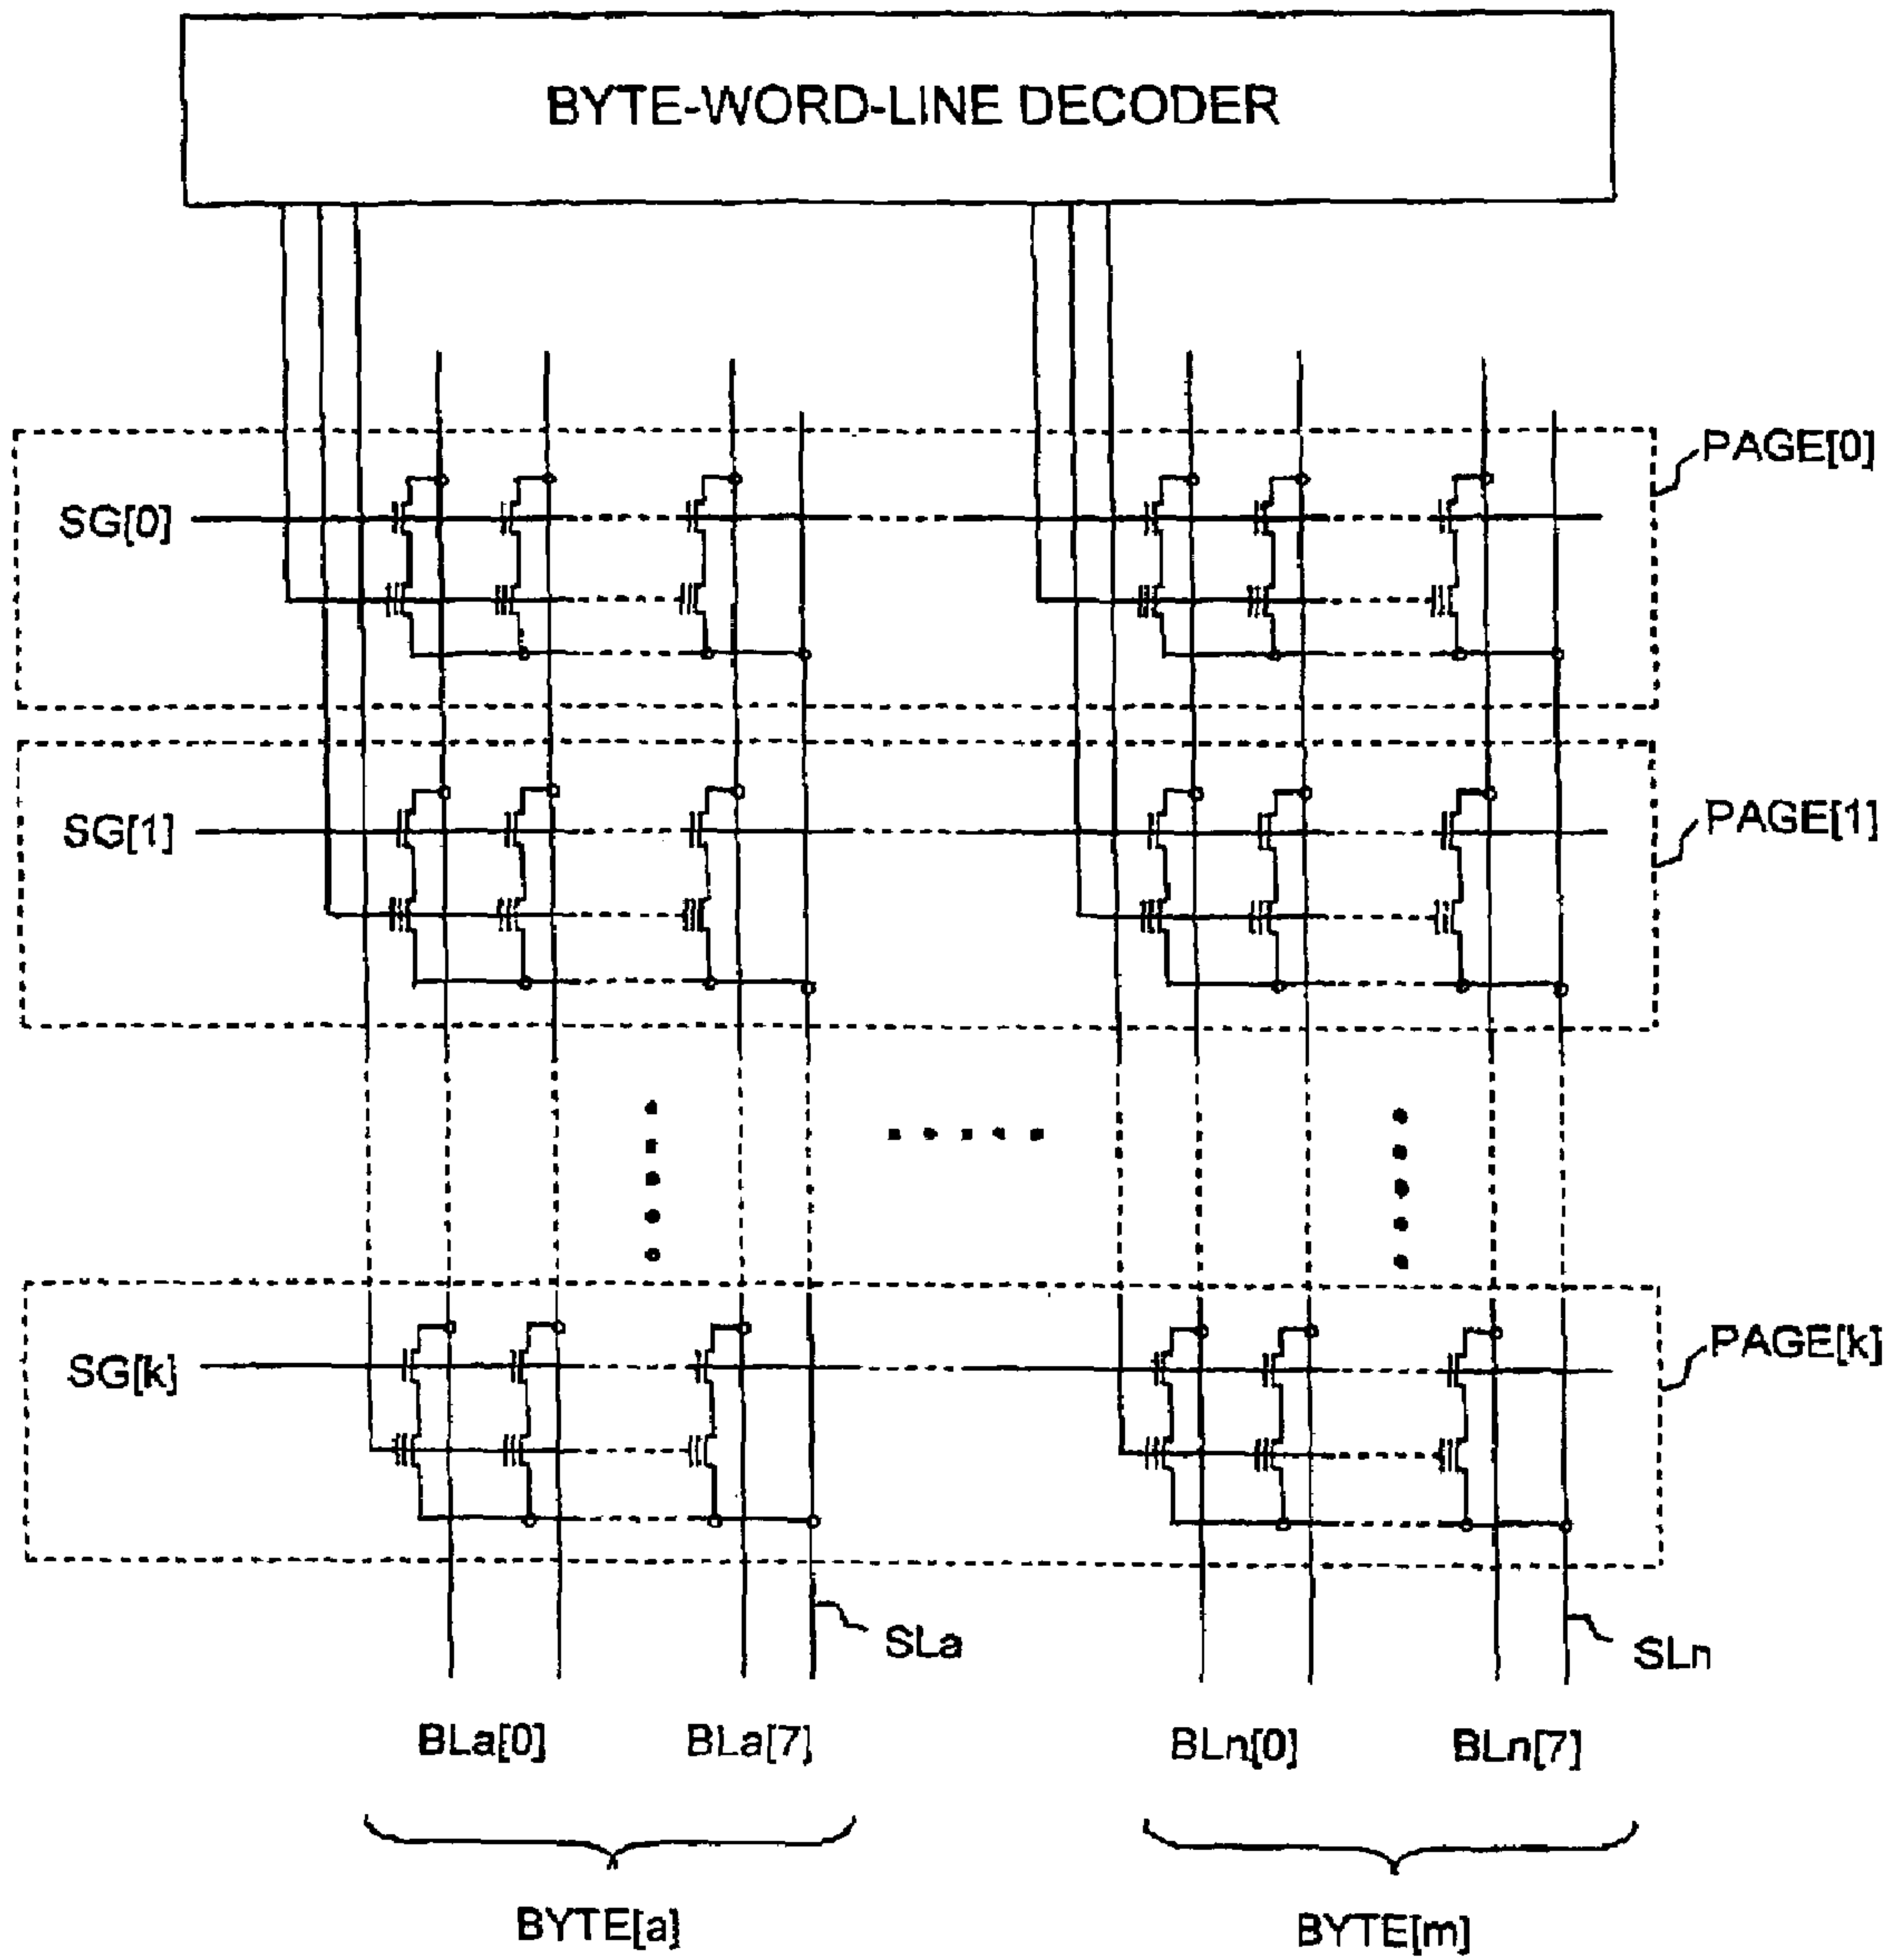 BYTE-WORD-LINE DECODER
PAGE[0]
SG[0]
PAGE[1]
SG[1]
PAGE[k]
SG[k]
SLa
SLn
BLa[0]
BLa[7]
BLn[0]
BLn[7]
BYTE[a]
BYTE[m]